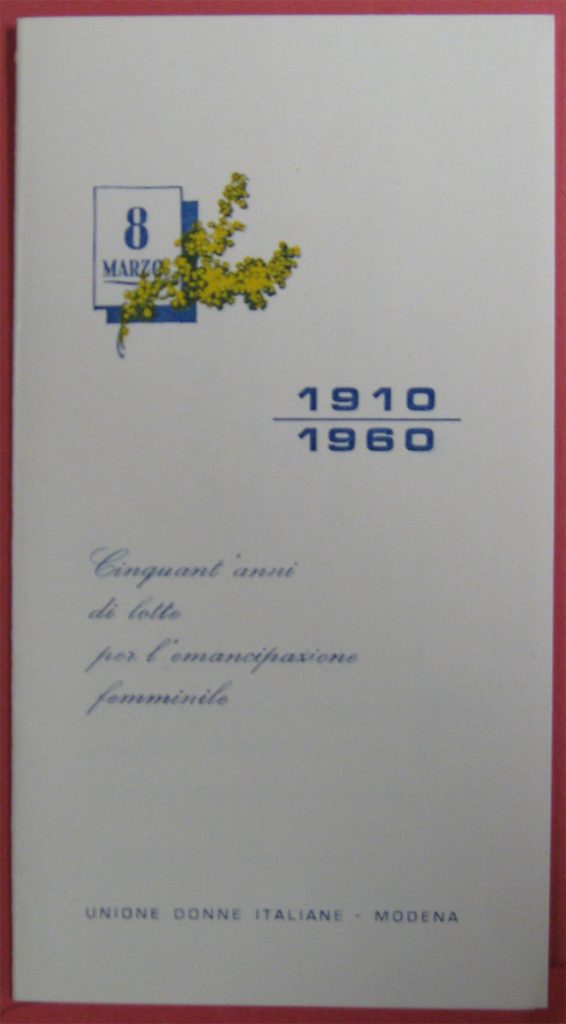 8
MARZO
1910
1960
Cinquant'anni
di lotte
per l'emancipazione
femminile
UNIONE DONNE ITALIANE - MODENA